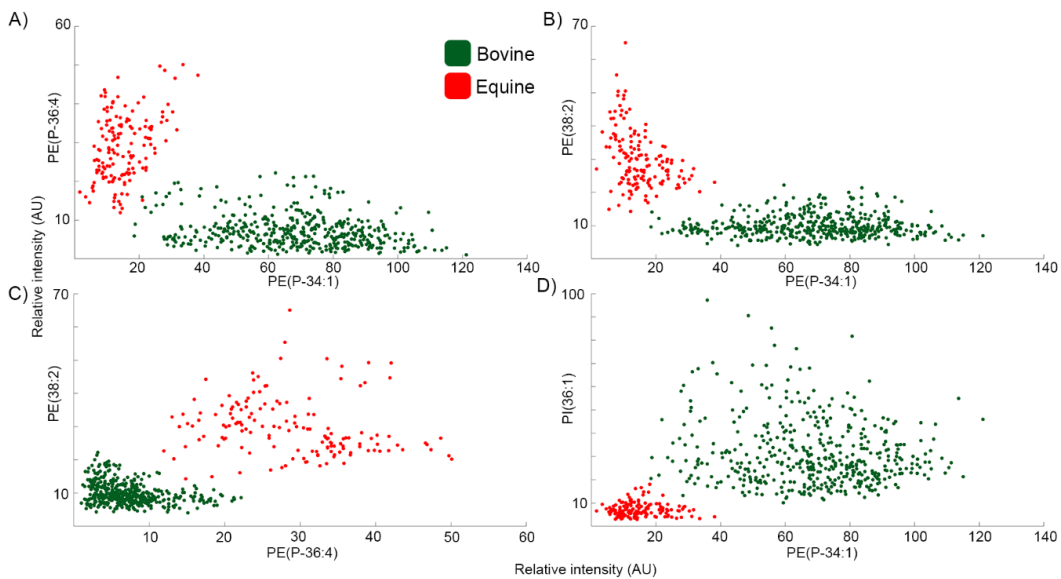 A)
60
PE(P-36:4)
10
20
40
60
80
100
120
140
PE(P-34:1)
Bovine
Equine
B)
70
PE(38:2)
10
20
40
60
80
100
120
140
PE(P-34:1)
Relative intensity (AU)
C)
70
PE(38:2)
10
10
20
30
40
50
60
PE(P-36:4)
D)
100
PI(36:1)
10
20
40
60
80
100
120
140
PE(P-34:1)
Relative intensity (AU)